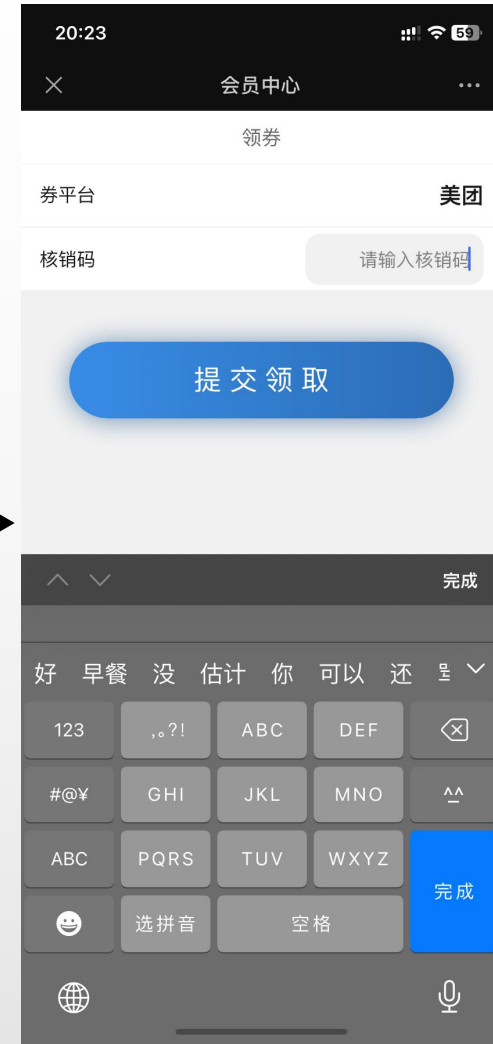 20:23
59
会员中心
领券
券平台
美团
核销码
请输入核销码
提交领取
完成
好 早餐 没 估计 你 可以 还
123 ,。?! ABC DEF
#@¥ GHI JKL MNO ^^
ABC PQRS TUV WXYZ
完成
选拼音 空格